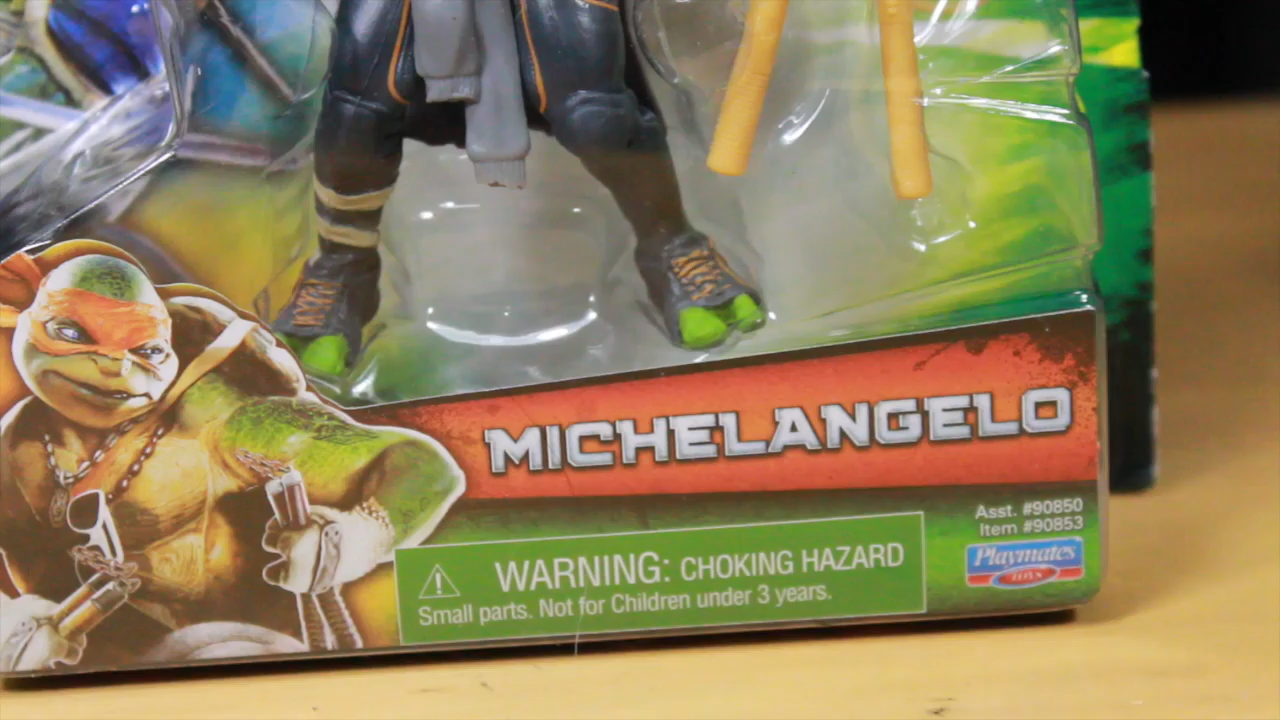 MICHELANGELO
Asst. #90850
Item #90853
Playmates
TOYS
WARNING: CHOKING HAZARD
Small parts. Not for Children under 3 years.